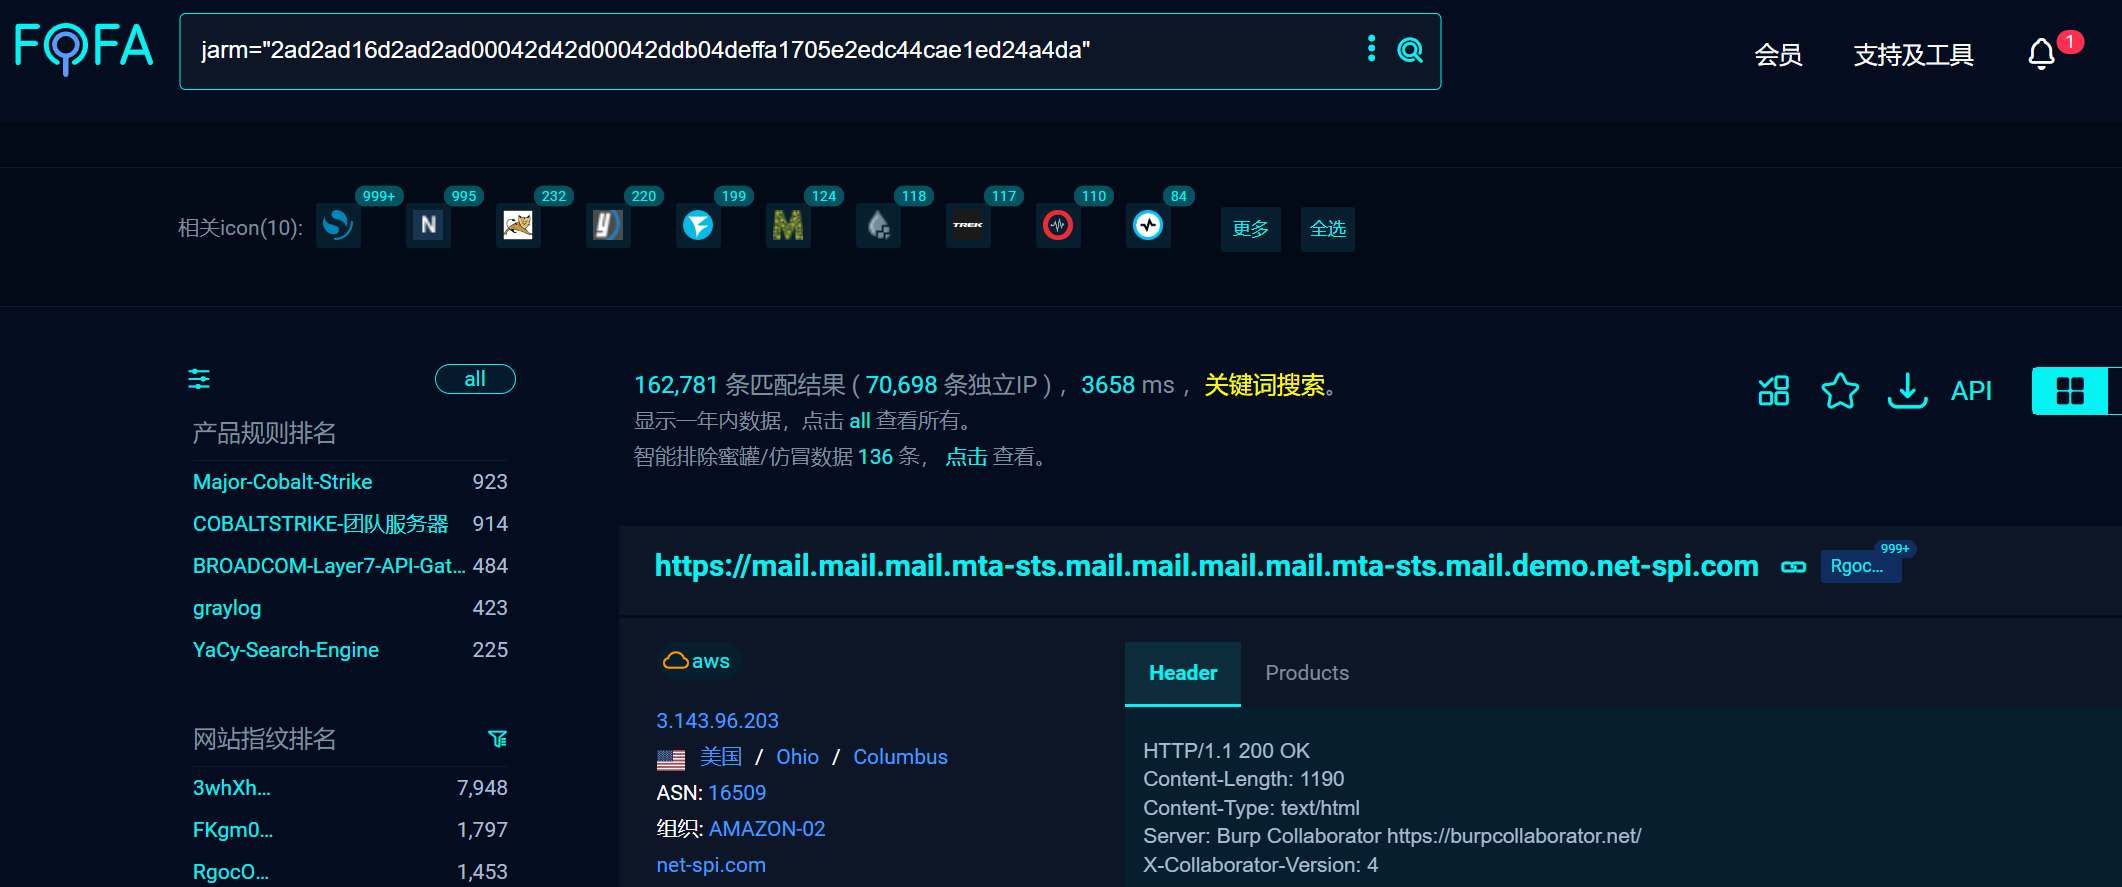 FOFA
jarm="2ad2ad16d2ad2ad00042d42d00042ddb04deffa1705e2edc44cae1ed24a4da"
会员
支持及工具
1
相关icon(10):
999+
995
232
220
199
124
118
117
110
84
N
y
M
TREK
更多
全选
all
产品规则排名
Major-Cobalt-Strike 923
COBALTSTRIKE-团队服务器 914
BROADCOM-Layer7-API-Gat... 484
graylog 423
YaCy-Search-Engine 225
网站指纹排名
3whXh... 7,948
FKgm0... 1,797
RgocO... 1,453
162,781 条匹配结果 ( 70,698 条独立IP ) ，3658 ms ，关键词搜索。
显示一年内数据，点击 all 查看所有。
智能排除蜜罐/仿冒数据 136 条， 点击 查看。
API
https://mail.mail.mail.mta-sts.mail.mail.mail.mail.mta-sts.mail.demo.net-spi.com
Rgoc...
999+
aws
3.143.96.203
美国 / Ohio / Columbus
ASN: 16509
组织: AMAZON-02
net-spi.com
Header
Products
HTTP/1.1 200 OK
Content-Length: 1190
Content-Type: text/html
Server: Burp Collaborator https://burpcollaborator.net/
X-Collaborator-Version: 4